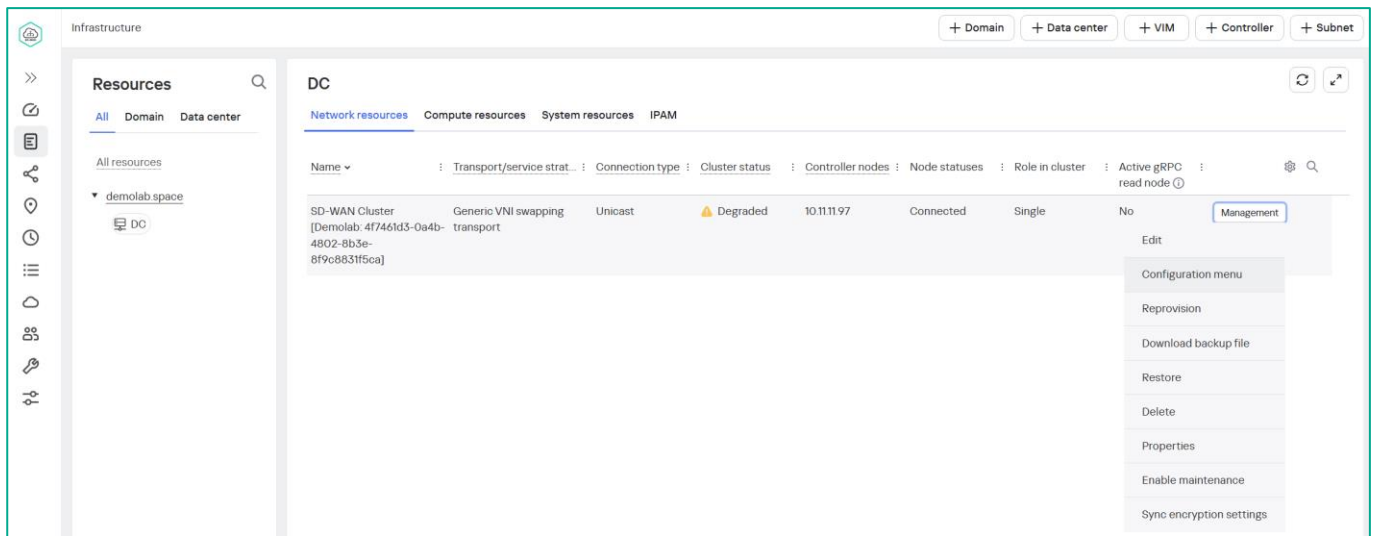 Infrastructure
+ Domain
+ Data center
+ VIM
+ Controller
+ Subnet
Resources
All Domain Data center
All resources
demolab.space
DC
DC
Network resources Compute resources System resources IPAM
Name
Transport/service strat...
Connection type
Cluster status
Controller nodes
Node statuses
Role in cluster
Active gRPC
read node
SD-WAN Cluster
[Demolab: 4f7461d3-0a4b-
4802-8b3e-
8f9c8831f5ca]
Generic VNI swapping
transport
Unicast
Degraded
10.11.11.97
Connected
Single
No
Management
Edit
Configuration menu
Reprovision
Download backup file
Restore
Delete
Properties
Enable maintenance
Sync encryption settings